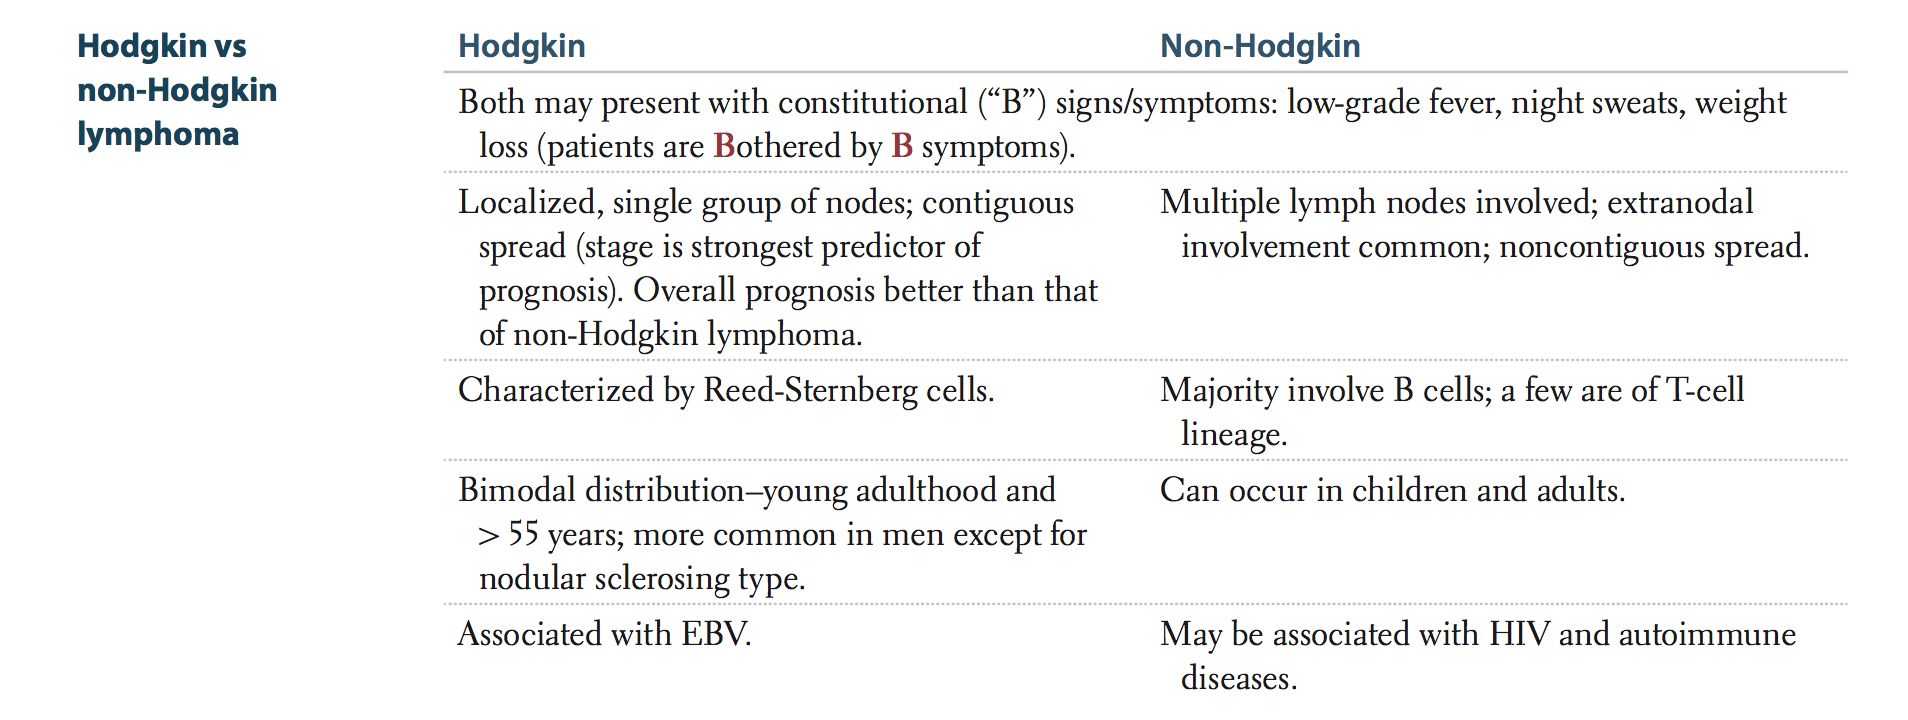 Hodgkin vs
non-Hodgkin
lymphoma
Hodgkin
Non-Hodgkin
Both may present with constitutional (“B”) signs/symptoms: low-grade fever, night sweats, weight
loss (patients are Bothered by B symptoms).
Localized, single group of nodes; contiguous
spread (stage is strongest predictor of
prognosis). Overall prognosis better than that
of non-Hodgkin lymphoma.
Multiple lymph nodes involved; extranodal
involvement common; noncontiguous spread.
Characterized by Reed-Sternberg cells.
Majority involve B cells; a few are of T-cell
lineage.
Bimodal distribution–young adulthood and
> 55 years; more common in men except for
nodular sclerosing type.
Can occur in children and adults.
Associated with EBV.
May be associated with HIV and autoimmune
diseases.